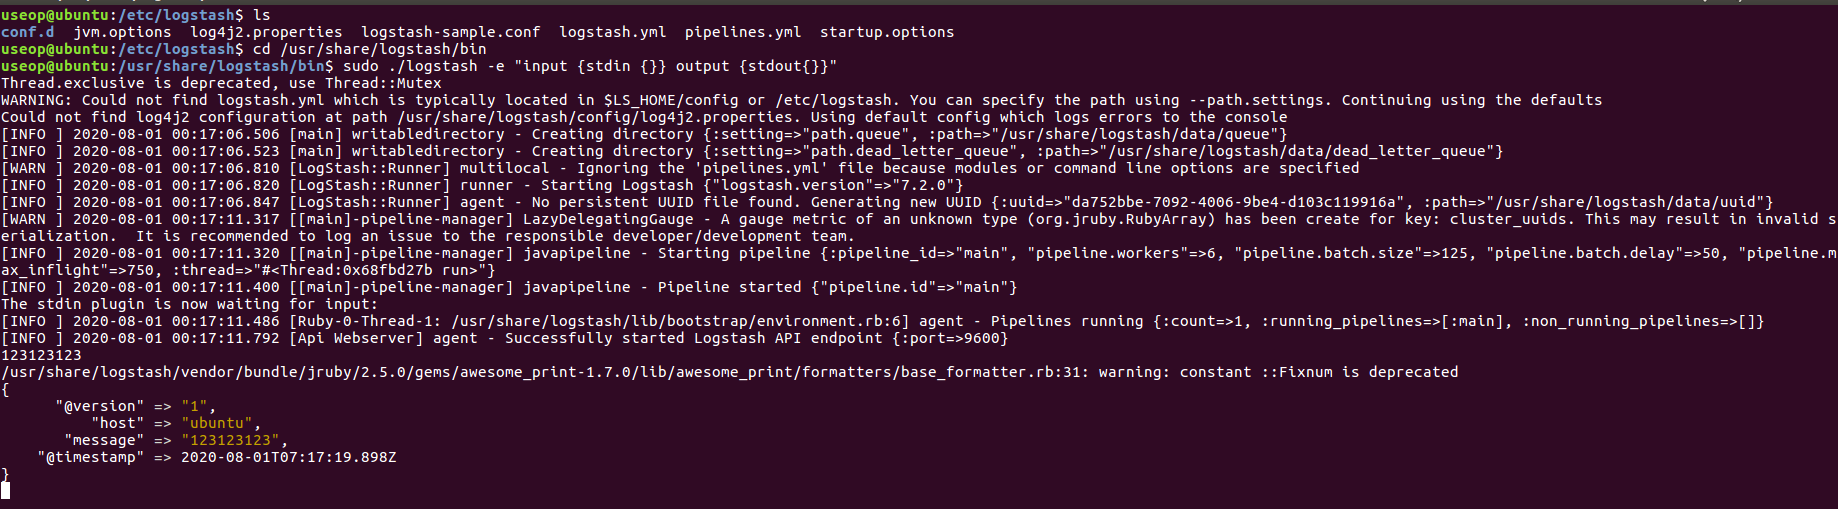 useop@ubuntu:/etc/logstash$ ls
conf.d  jvm.options  log4j2.properties  logstash-sample.conf  logstash.yml  pipelines.yml  startup.options
useop@ubuntu:/etc/logstash$ cd /usr/share/logstash/bin
useop@ubuntu:/usr/share/logstash/bin$ sudo ./logstash -e "input {stdin {}} output {stdout{}}"
Thread.exclusive is deprecated, use Thread::Mutex
WARNING: Could not find logstash.yml which is typically located in $LS_HOME/config or /etc/logstash. You can specify the path using --path.settings. Continuing using the defaults
Could not find log4j2 configuration at path /usr/share/logstash/config/log4j2.properties. Using default config which logs errors to the console
[INFO ] 2020-08-01 00:17:06.506 [main] writabledirectory - Creating directory {:setting=>"path.queue", :path=>"/usr/share/logstash/data/queue"}
[INFO ] 2020-08-01 00:17:06.523 [main] writabledirectory - Creating directory {:setting=>"path.dead_letter_queue", :path=>"/usr/share/logstash/data/dead_letter_queue"}
[WARN ] 2020-08-01 00:17:06.810 [LogStash::Runner] multilocal - Ignoring the 'pipelines.yml' file because modules or command line options are specified
[INFO ] 2020-08-01 00:17:06.820 [LogStash::Runner] runner - Starting Logstash {"logstash.version"=>"7.2.0"}
[INFO ] 2020-08-01 00:17:06.847 [LogStash::Runner] agent - No persistent UUID file found. Generating new UUID {:uuid=>"da752bbe-7092-4006-9be4-d103c119916a", :path=>"/usr/share/logstash/data/uuid"}
[WARN ] 2020-08-01 00:17:11.317 [[main]-pipeline-manager] LazyDelegatingGauge - A gauge metric of an unknown type (org.jruby.RubyArray) has been create for key: cluster_uuids. This may result in invalid s
erialization.  It is recommended to log an issue to the responsible developer/development team.
[INFO ] 2020-08-01 00:17:11.320 [[main]-pipeline-manager] javapipeline - Starting pipeline {:pipeline_id=>"main", "pipeline.workers"=>6, "pipeline.batch.size"=>125, "pipeline.batch.delay"=>50, "pipeline.m
ax_inflight"=>750, :thread=>"#<Thread:0x68fbd27b run>"}
[INFO ] 2020-08-01 00:17:11.400 [[main]-pipeline-manager] javapipeline - Pipeline started {"pipeline.id"=>"main"}
The stdin plugin is now waiting for input:
[INFO ] 2020-08-01 00:17:11.486 [Ruby-0-Thread-1: /usr/share/logstash/lib/bootstrap/environment.rb:6] agent - Pipelines running {:count=>1, :running_pipelines=>[:main], :non_running_pipelines=>[]}
[INFO ] 2020-08-01 00:17:11.792 [Api Webserver] agent - Successfully started Logstash API endpoint {:port=>9600}
123123123
/usr/share/logstash/vendor/bundle/jruby/2.5.0/gems/awesome_print-1.7.0/lib/awesome_print/formatters/base_formatter.rb:31: warning: constant ::Fixnum is deprecated
{
      "@version" => "1",
          "host" => "ubuntu",
       "message" => "123123123",
    "@timestamp" => 2020-08-01T07:17:19.898Z
}